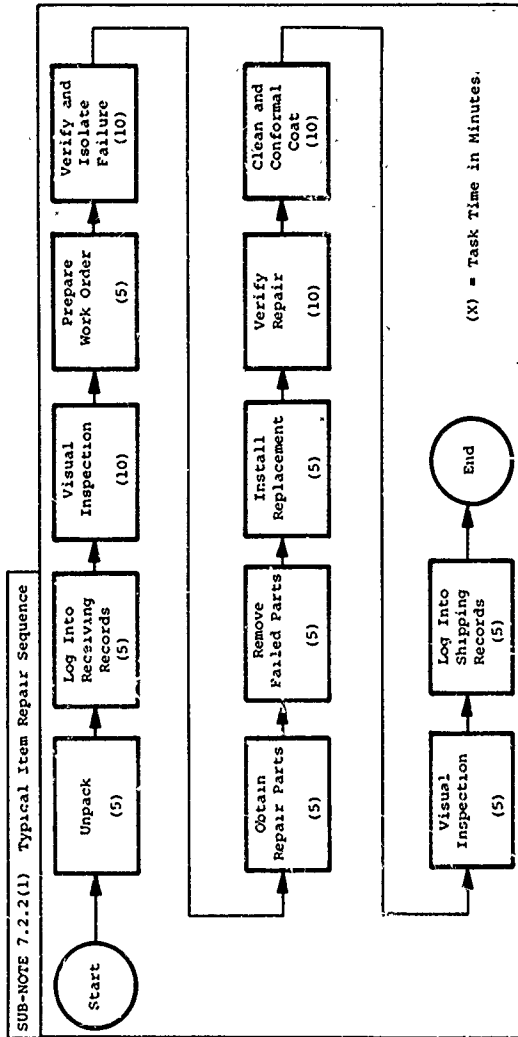 SUB-NOTE 7.2.2(1) Typical Item Repair Sequence
Start
Unpack
(5)
Log Into
Receiving
Records
(5)
Visual
Inspection
(10)
Prepare
Work Order
(5)
Verify and
Isolate
Failure
(10)
Obtain
Repair Parts
(5)
Remove
Failed Parts
(5)
Install
Replacement
(5)
Verify
Repair
(10)
Clean and
Conformal
Coat
(10)
Visual
Inspection
(5)
Log Into
Shipping
Records
(5)
End
(X) = Task Time in Minutes.